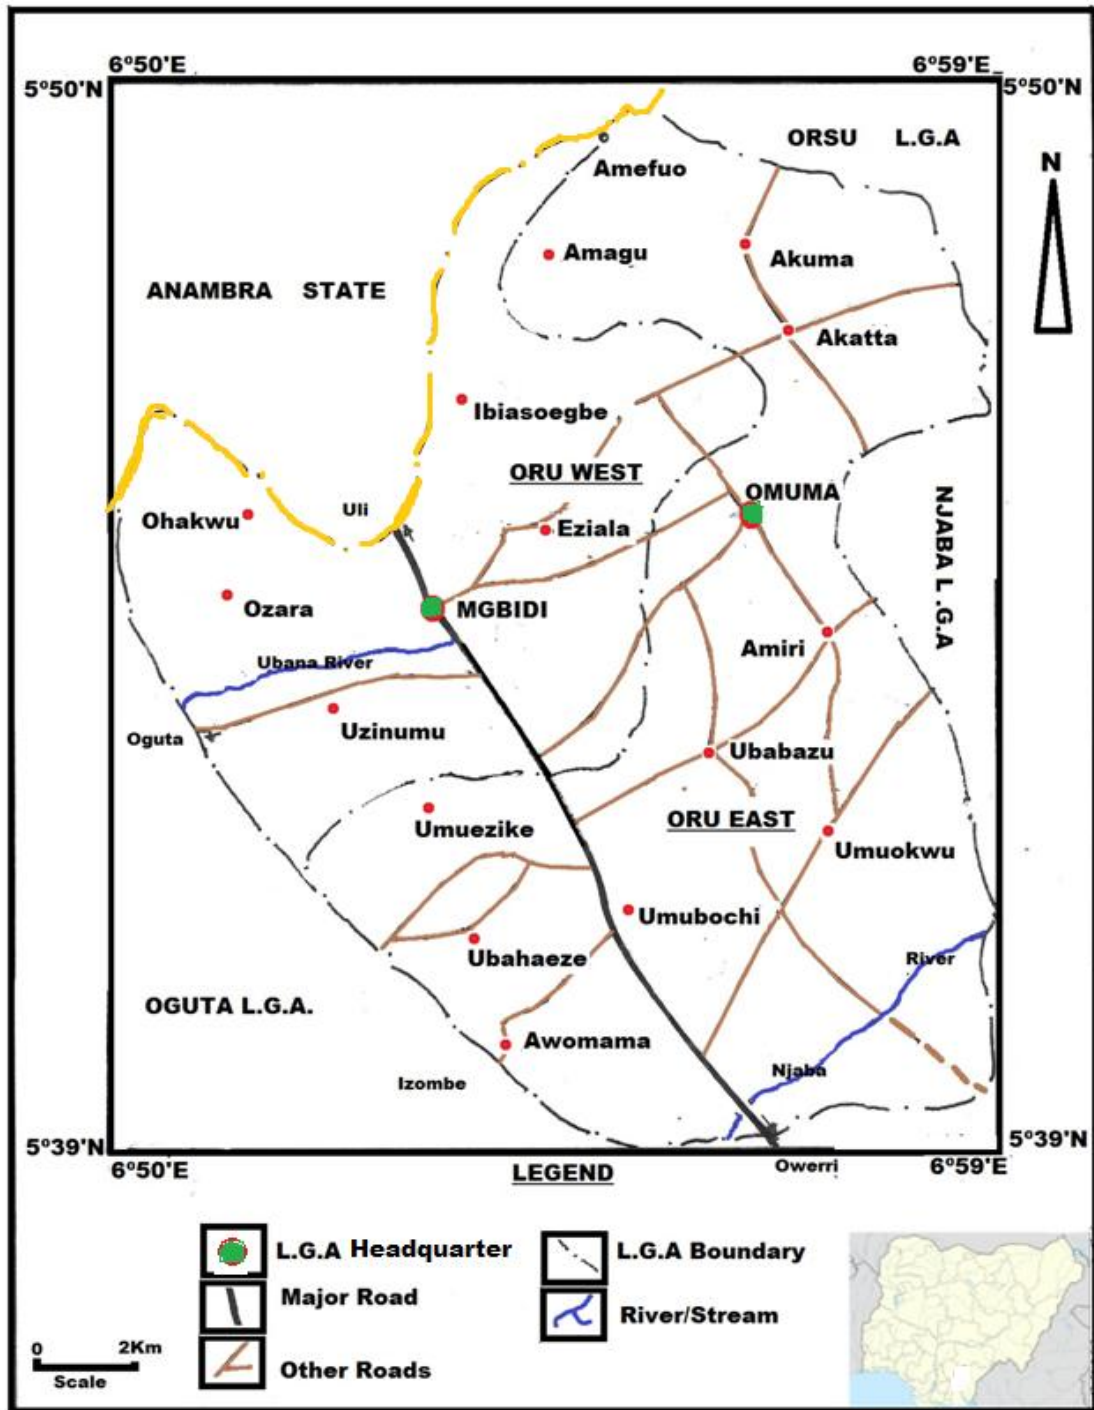 6°50'E 6°59'E
5°50'N 5°50'N
ORSU L.G.A
N
Amefuo
Amagu
Akuma
ANAMBRA STATE
Akatta
Ibiasoegbe
ORU WEST
OMUMA
NJABA L.G.A
Uli
Ohakwu
Eziala
Ozara
MGBIDI
Amiri
Ubana River
Oguta
Uzinumu
Ubabazu
ORU EAST
Umuezike
Umuokwu
Umubochi
Ubahaeze
River
OGUTA L.G.A.
Awomama
Njaba
Izombe
5°39'N 5°39'N
6°50'E 6°59'E
Owerri
LEGEND
L.G.A Headquarter
L.G.A Boundary
Major Road
River/Stream
0 2Km
Scale
Other Roads